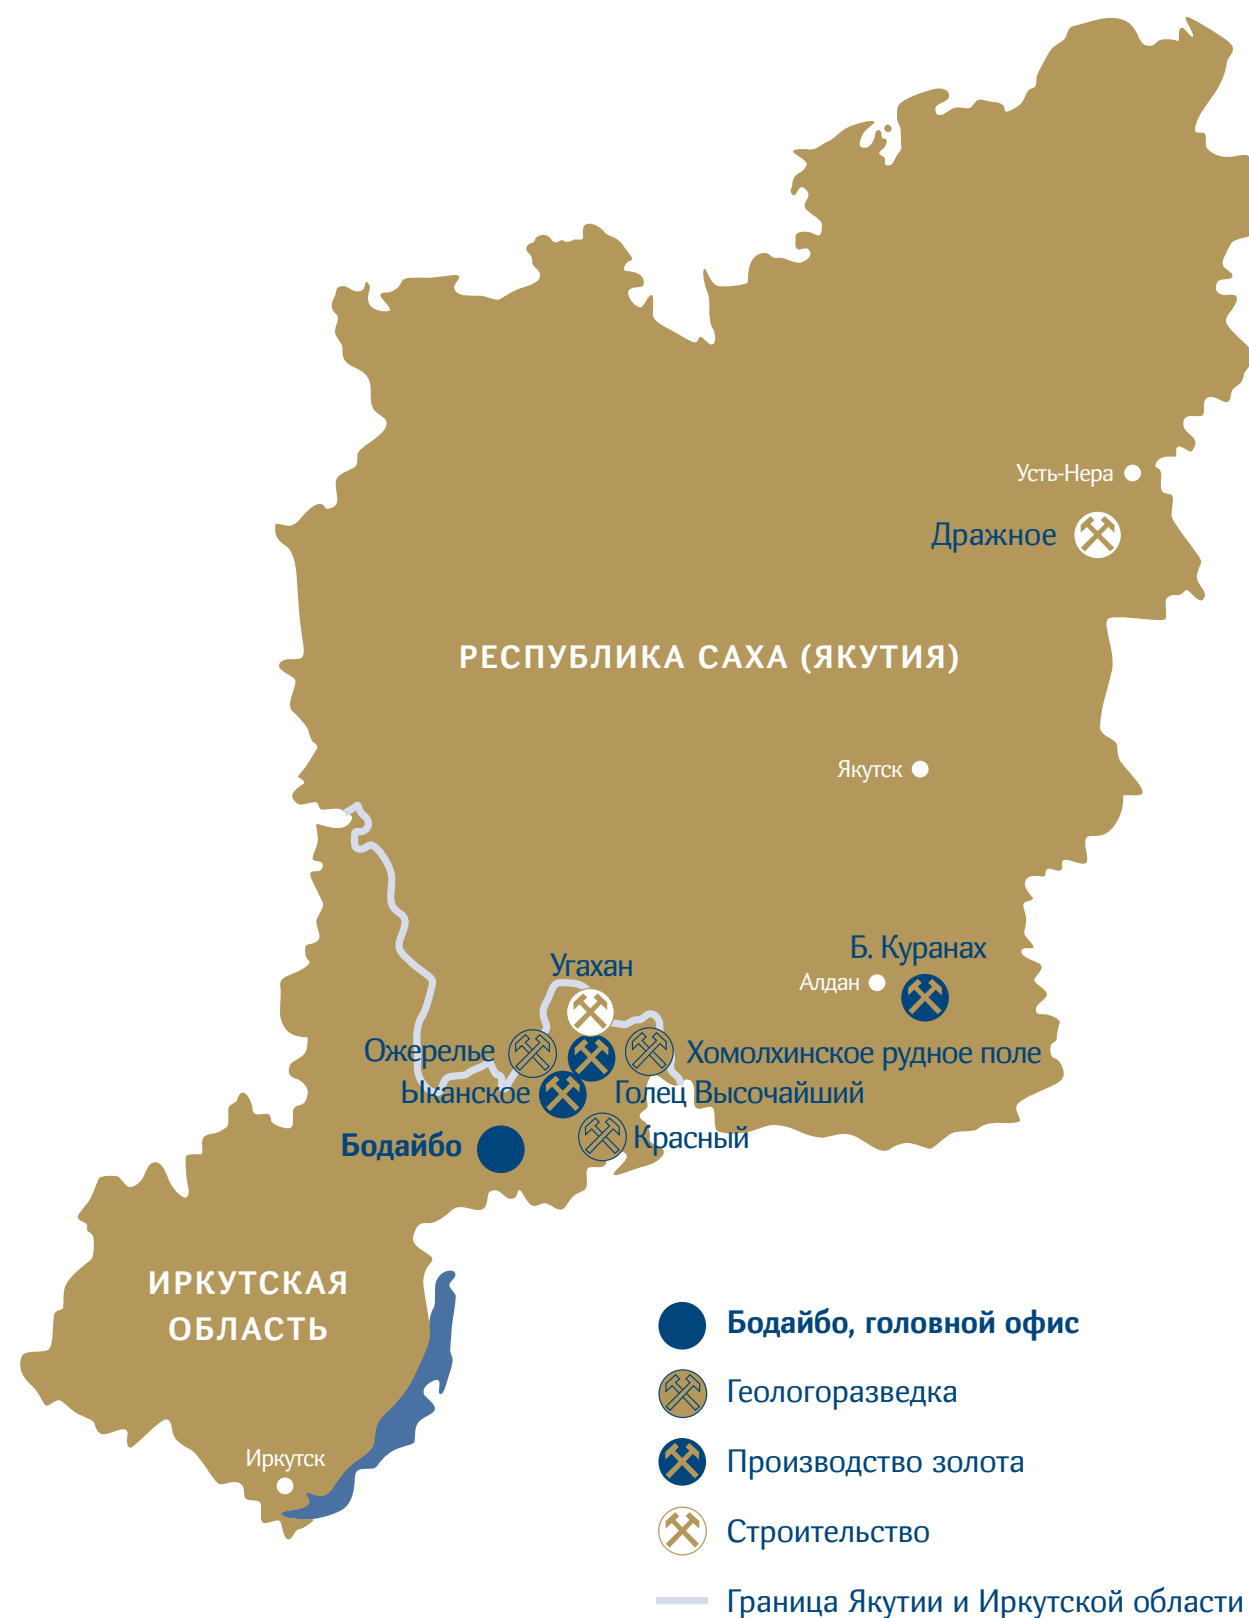 Усть-Нера
Дражное
РЕСПУБЛИКА САХА (ЯКУТИЯ)
Якутск
Б. Куранах
Угахан
Алдан
Ожерелье
Хомолхинское рудное поле
Ыканское
Голец Высочайший
Красный
Бодайбо
ИРКУТСКАЯ
ОБЛАСТЬ
Иркутск
Бодайбо, головной офис
Геологоразведка
Производство золота
Строительство
Граница Якутии и Иркутской области